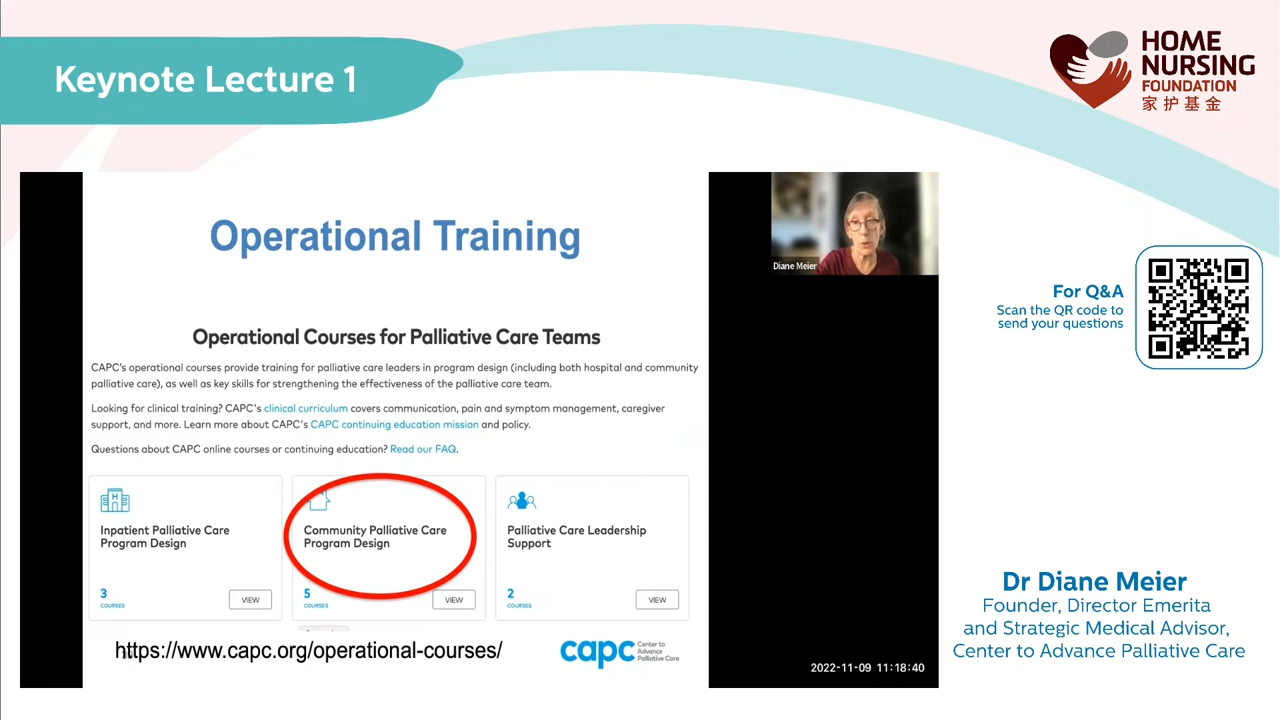 Keynote Lecture 1
HOME
NURSING
FOUNDATION
家护基金
Operational Training
Operational Courses for Palliative Care Teams
CAPC's operational courses provide training for palliative care leaders in program design (including both hospital and community
palliative care), as well as key skills for strengthening the effectiveness of the palliative care team.
Looking for clinical training? CAPC's clinical curriculum covers communication, pain and symptom management, caregiver
support, and more. Learn more about CAPC's CAPC continuing education mission and policy.
Questions about CAPC online courses or continuing education? Read our FAQ.
H
Inpatient Palliative Care
Program Design
3
COURSES
VIEW
Community Palliative Care
Program Design
5
COURSES
VIEW
Palliative Care Leadership
Support
2
COURSES
VIEW
https://www.capc.org/operational-courses/
capc
Center to
Advance
Palliative Care
Diane Meier
2022-11-09 11:18:40
For Q&A
Scan the QR code to
send your questions
Dr Diane Meier
Founder, Director Emerita
and Strategic Medical Advisor,
Center to Advance Palliative Care